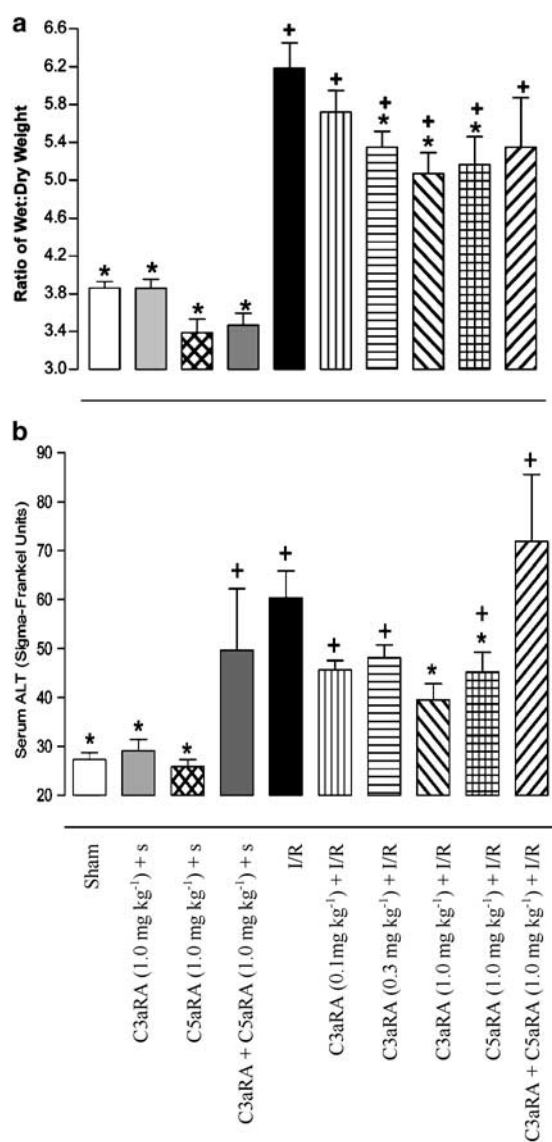 a
Ratio of Wet:Dry Weight
6.6
6.2
5.8
5.4
5.0
4.6
4.2
3.8
3.4
3.0
* * * * + + + + + +
* * *
b
Serum ALT (Sigma-Frankel Units)
90
80
70
60
50
40
30
20
* * * + + + + * + +
*
Sham
C3aRA (1.0 mg kg⁻¹) + s
C5aRA (1.0 mg kg⁻¹) + s
C3aRA + C5aRA (1.0 mg kg⁻¹) + s
I/R
C3aRA (0.1mg kg⁻¹) + I/R
C3aRA (0.3 mg kg⁻¹) + I/R
C3aRA (1.0 mg kg⁻¹) + I/R
C5aRA (1.0 mg kg⁻¹) + I/R
C3aRA + C5aRA (1.0 mg kg⁻¹) + I/R